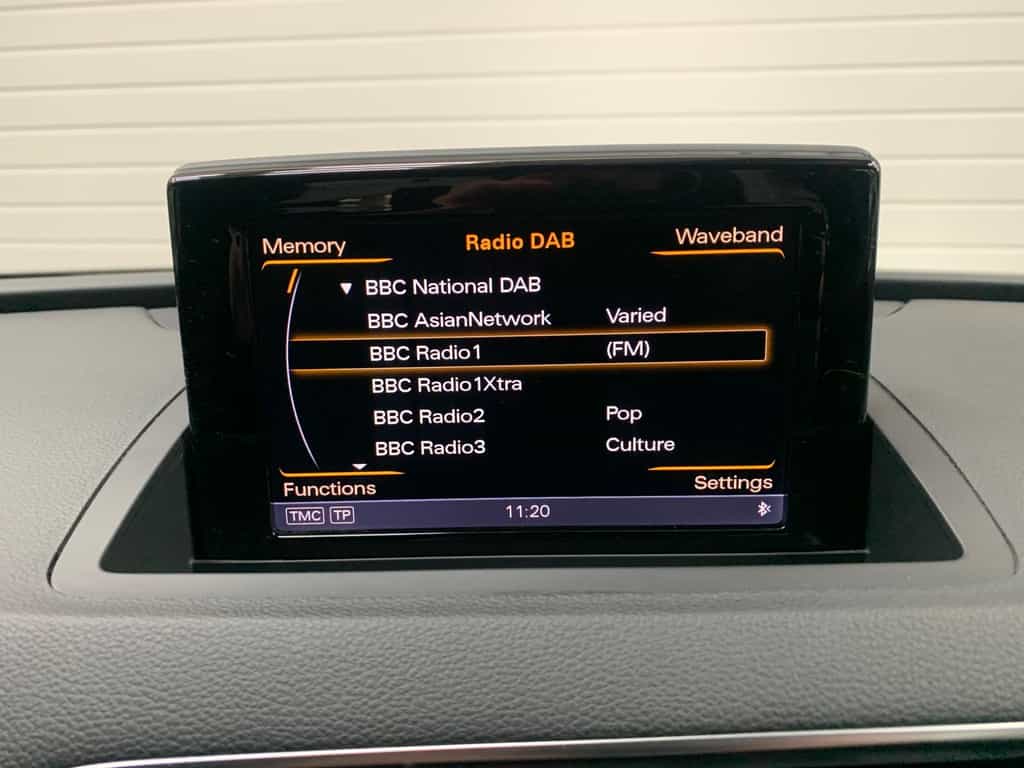 Memory Radio DAB Waveband
BBC National DAB
BBC AsianNetwork Varied
BBC Radio1 (FM)
BBC Radio1Xtra
BBC Radio2 Pop
BBC Radio3 Culture
Functions Settings
TMC TP 11:20